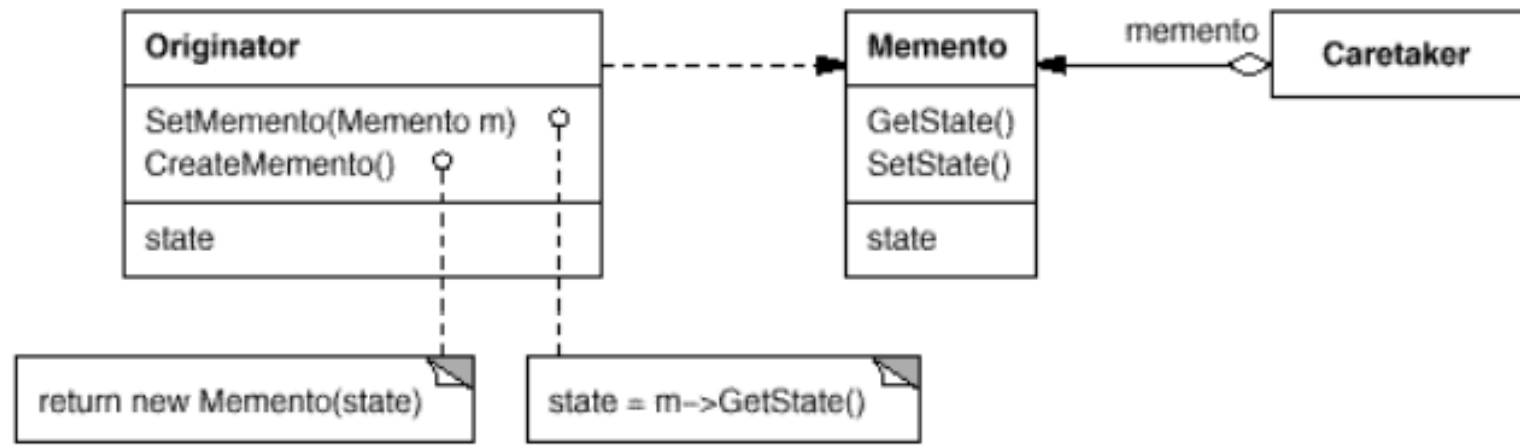 Originator
SetMemento(Memento m)
CreateMemento()
state
Memento
GetState()
SetState()
state
memento
Caretaker
return new Memento(state)
state = m->GetState()